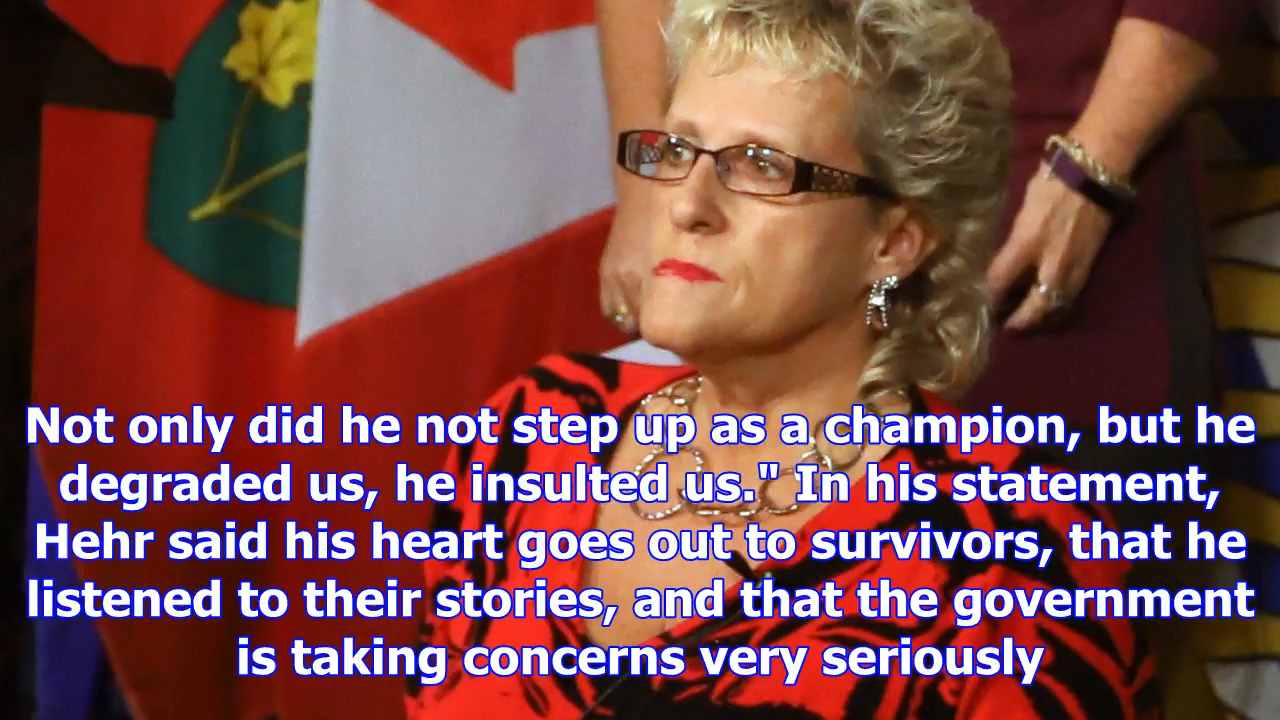 Not only did he not step up as a champion, but he
degraded us, he insulted us." In his statement,
Hehr said his heart goes out to survivors, that he
listened to their stories, and that the government
is taking concerns very seriously